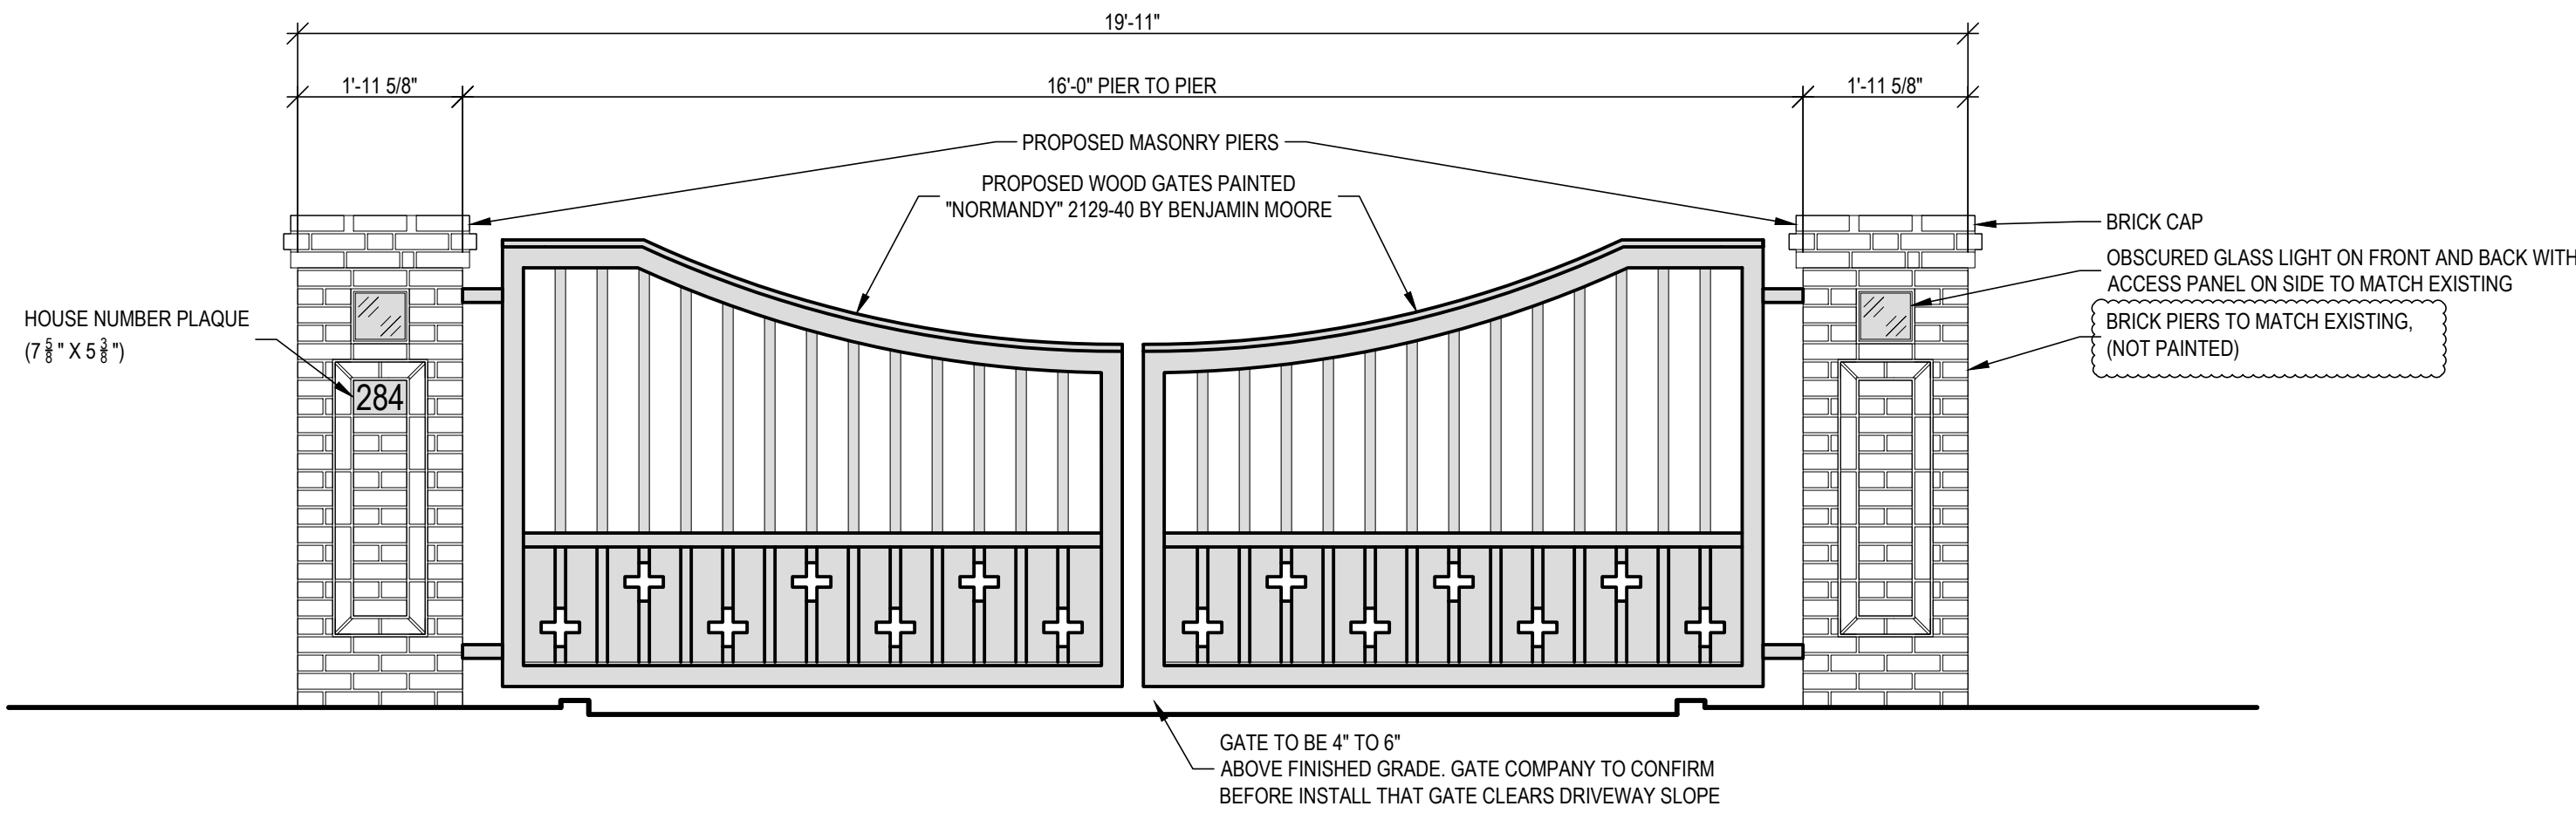 19'-11"
1'-11 5/8"
16'-0" PIER TO PIER
1'-11 5/8"
PROPOSED MASONRY PIERS
PROPOSED WOOD GATES PAINTED
"NORMANDY" 2129-40 BY BENJAMIN MOORE
BRICK CAP
OBSCURED GLASS LIGHT ON FRONT AND BACK WITH
ACCESS PANEL ON SIDE TO MATCH EXISTING
BRICK PIERS TO MATCH EXISTING,
(NOT PAINTED)
HOUSE NUMBER PLAQUE
(7 5/8" X 5 3/8")
284
GATE TO BE 4" TO 6"
ABOVE FINISHED GRADE. GATE COMPANY TO CONFIRM
BEFORE INSTALL THAT GATE CLEARS DRIVEWAY SLOPE